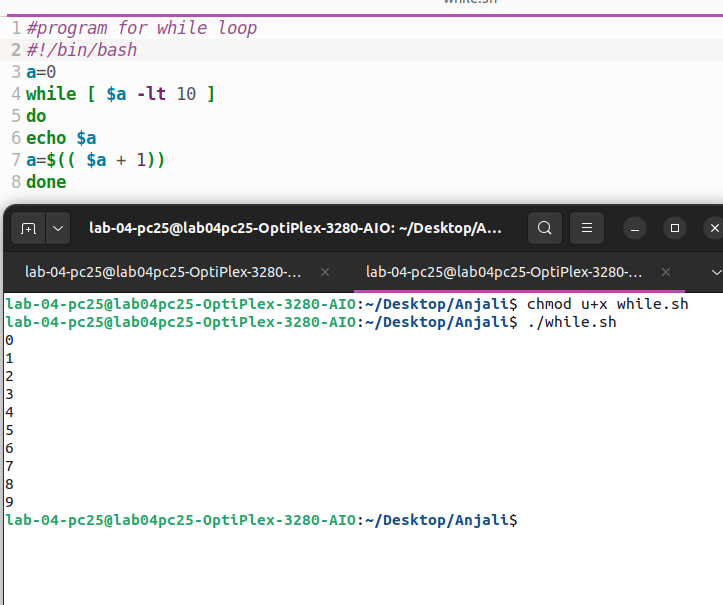 while.sh
1 #program for while loop
2 #!/bin/bash
3 a=0
4 while [ $a -lt 10 ]
5 do
6 echo $a
7 a=$(( $a + 1))
8 done
lab-04-pc25@lab04pc25-OptiPlex-3280-AIO: ~/Desktop/A...
lab-04-pc25@lab04pc25-OptiPlex-3280-... × lab-04-pc25@lab04pc25-OptiPlex-3280-... ×
lab-04-pc25@lab04pc25-OptiPlex-3280-AIO:~/Desktop/Anjali$ chmod u+x while.sh
lab-04-pc25@lab04pc25-OptiPlex-3280-AIO:~/Desktop/Anjali$ ./while.sh
0
1
2
3
4
5
6
7
8
9
lab-04-pc25@lab04pc25-OptiPlex-3280-AIO:~/Desktop/Anjali$